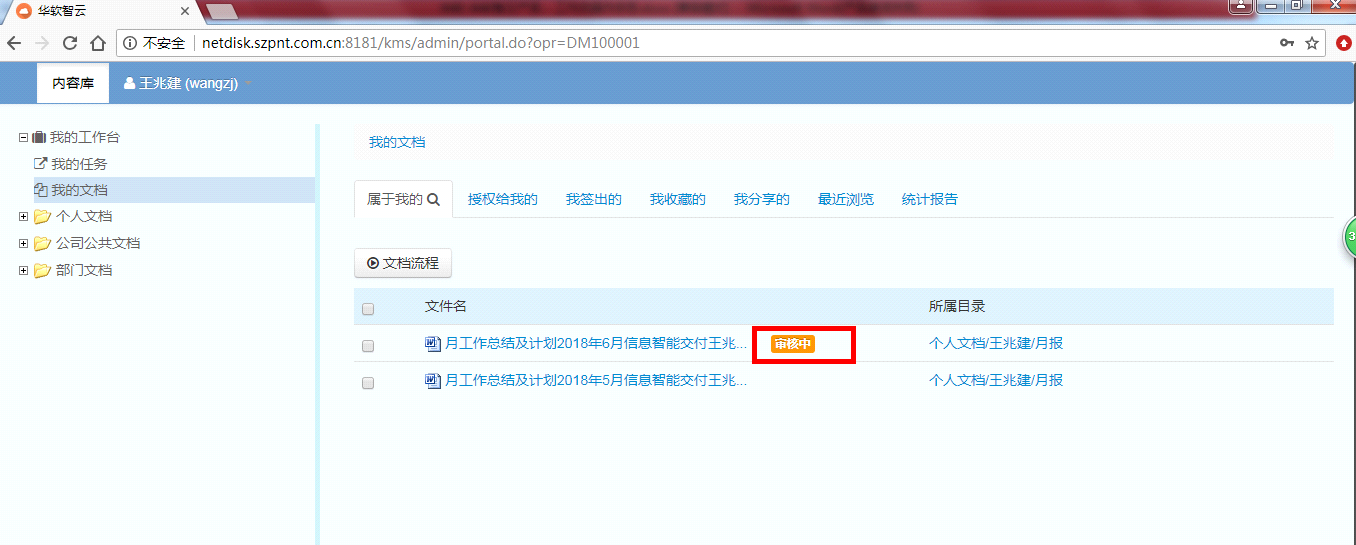 华软智云
不安全 netdisk.szpnt.com.cn:8181/kms/admin/portal.do?opr=DM100001
内容库 王兆建 (wangzj)
我的工作台
我的任务
我的文档
个人文档
公司公共文档
部门文档
我的文档
属于我的 授权给我的 我签出的 我收藏的 我分享的 最近浏览 统计报告
文档流程
文件名 所属目录
月工作总结及计划2018年6月信息智能交付王兆... 审核中 个人文档/王兆建/月报
月工作总结及计划2018年5月信息智能交付王兆... 个人文档/王兆建/月报